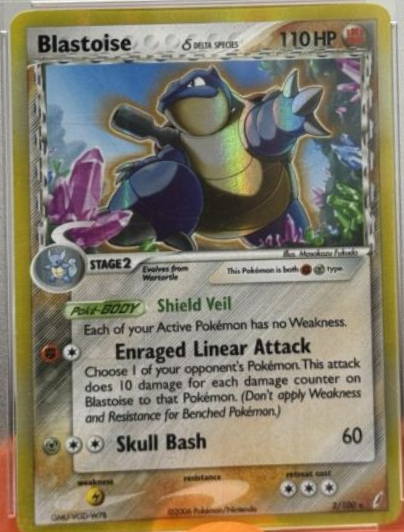 Blastoise δ DELTA SPECIES 110 HP
Illus. Masakazu Fukuda
STAGE 2 Evolves from Wartortle This Pokémon is both type
Poké-BODY Shield Veil
Each of your Active Pokémon has no Weakness.
Enraged Linear Attack
Choose 1 of your opponent's Pokémon. This attack
does 10 damage for each damage counter on
Blastoise to that Pokémon. (Don't apply Weakness
and Resistance for Benched Pokémon.)
Skull Bash 60
weakness resistance retreat cost
©2006 Pokémon/Nintendo 2/100